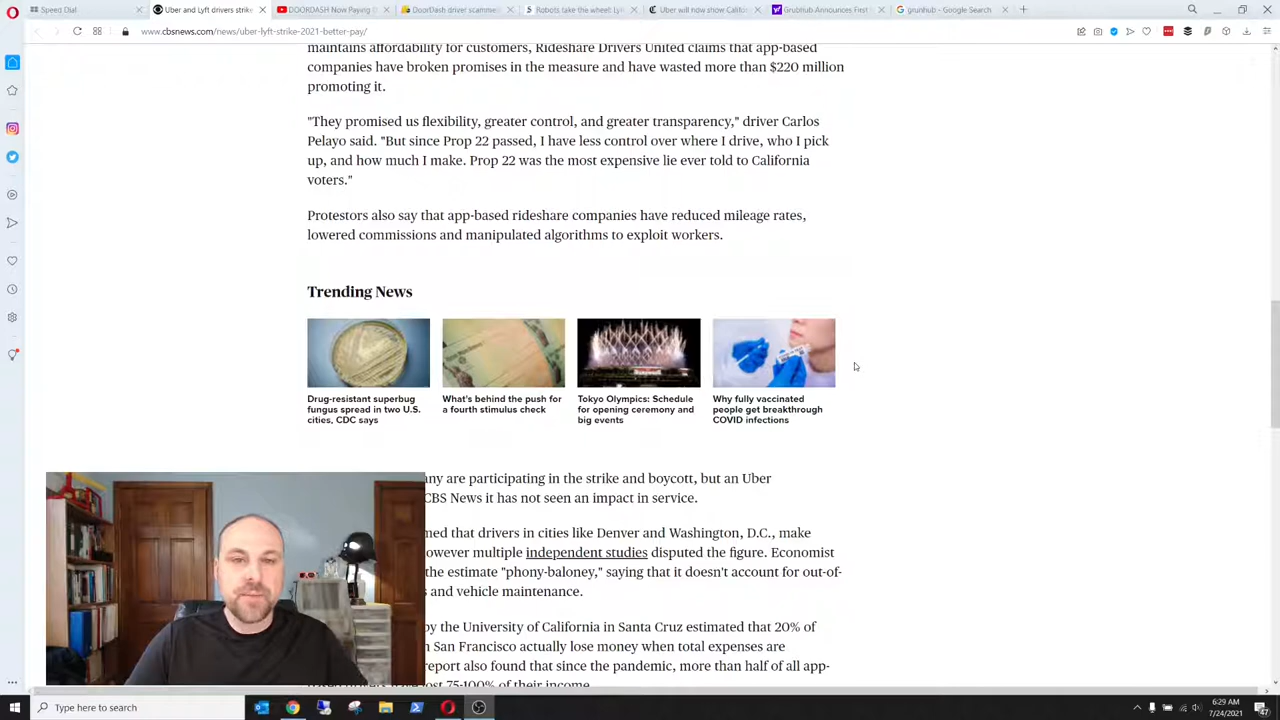 Speed Dial
Uber and Lyft drivers strike
DOORDASH Now Paying D
DoorDash driver scammed
Robots take the wheel: Ly
Uber will now show Califor
GrubHub Announces First
grunhub - Google Search
www.cbsnews.com/news/uber-lyft-strike-2021-better-pay/
maintains affordability for customers, Rideshare Drivers United claims that app-based
companies have broken promises in the measure and have wasted more than $220 million
promoting it.
"They promised us flexibility, greater control, and greater transparency," driver Carlos
Pelayo said. "But since Prop 22 passed, I have less control over where I drive, who I pick
up, and how much I make. Prop 22 was the most expensive lie ever told to California
voters."
Protestors also say that app-based rideshare companies have reduced mileage rates,
lowered commissions and manipulated algorithms to exploit workers.
Trending News
Drug-resistant superbug
fungus spread in two U.S.
cities, CDC says
What's behind the push for
a fourth stimulus check
Tokyo Olympics: Schedule
for opening ceremony and
big events
Why fully vaccinated
people get breakthrough
COVID infections
any are participating in the strike and boycott, but an Uber
CBS News it has not seen an impact in service.
med that drivers in cities like Denver and Washington, D.C., make
owever multiple independent studies disputed the figure. Economist
the estimate "phony-baloney," saying that it doesn't account for out-of-
s and vehicle maintenance.
by the University of California in Santa Cruz estimated that 20% of
n San Francisco actually lose money when total expenses are
report also found that since the pandemic, more than half of all app-
ost 75-100% of their income.
Type here to search
6:29 AM
7/24/2021
47